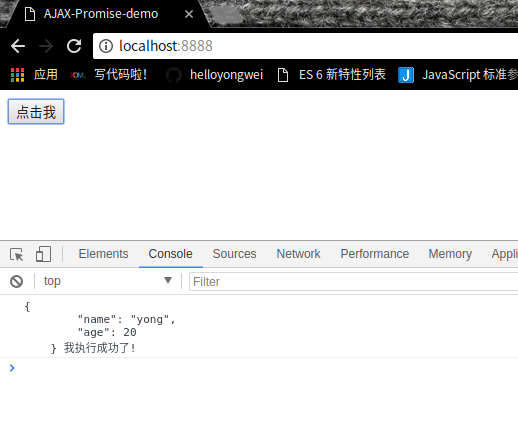 AJAX-Promise-demo
localhost:8888
应用 写代码啦! helloyongwei ES 6 新特性列表 JavaScript 标准参
点击我
Elements Console Sources Network Performance Memory Appli
top Filter
{
"name": "yong",
"age": 20
} 我执行成功了!